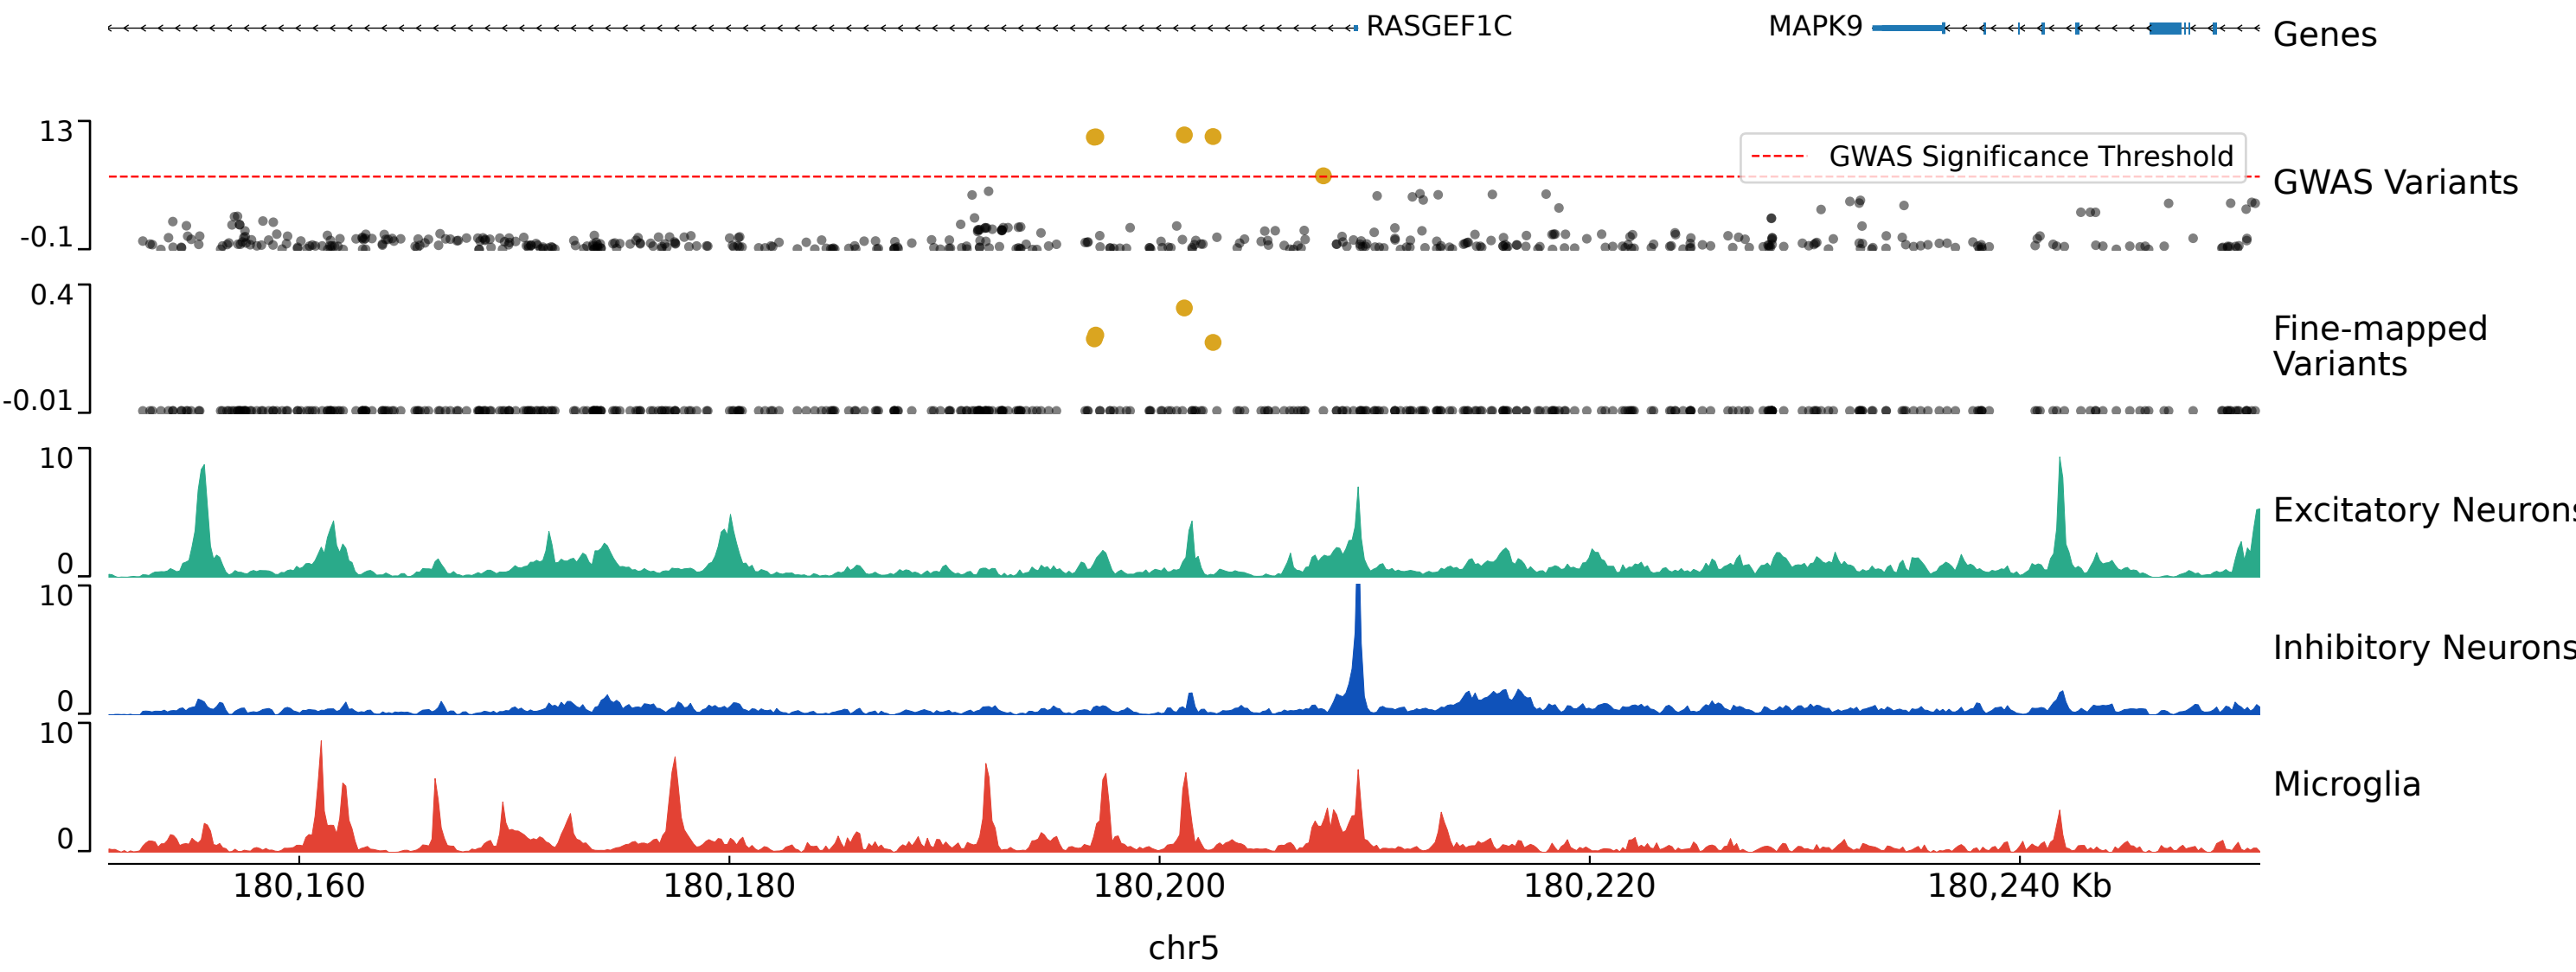 RASGEF1C
MAPK9
Genes
13
-0.1
GWAS Significance Threshold
GWAS Variants
0.4
-0.01
Fine-mapped
Variants
10
0
Excitatory Neurons
10
0
Inhibitory Neurons
10
0
Microglia
180,160
180,180
180,200
180,220
180,240 Kb
chr5